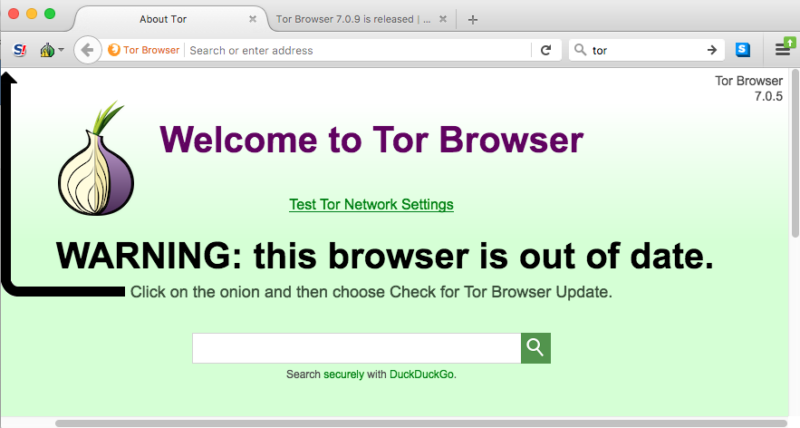 About Tor
Tor Browser 7.0.9 is released | ...
Tor Browser
Search or enter address
tor
Tor Browser
7.0.5
Welcome to Tor Browser
Test Tor Network Settings
WARNING: this browser is out of date.
Click on the onion and then choose Check for Tor Browser Update.
Search securely with DuckDuckGo.